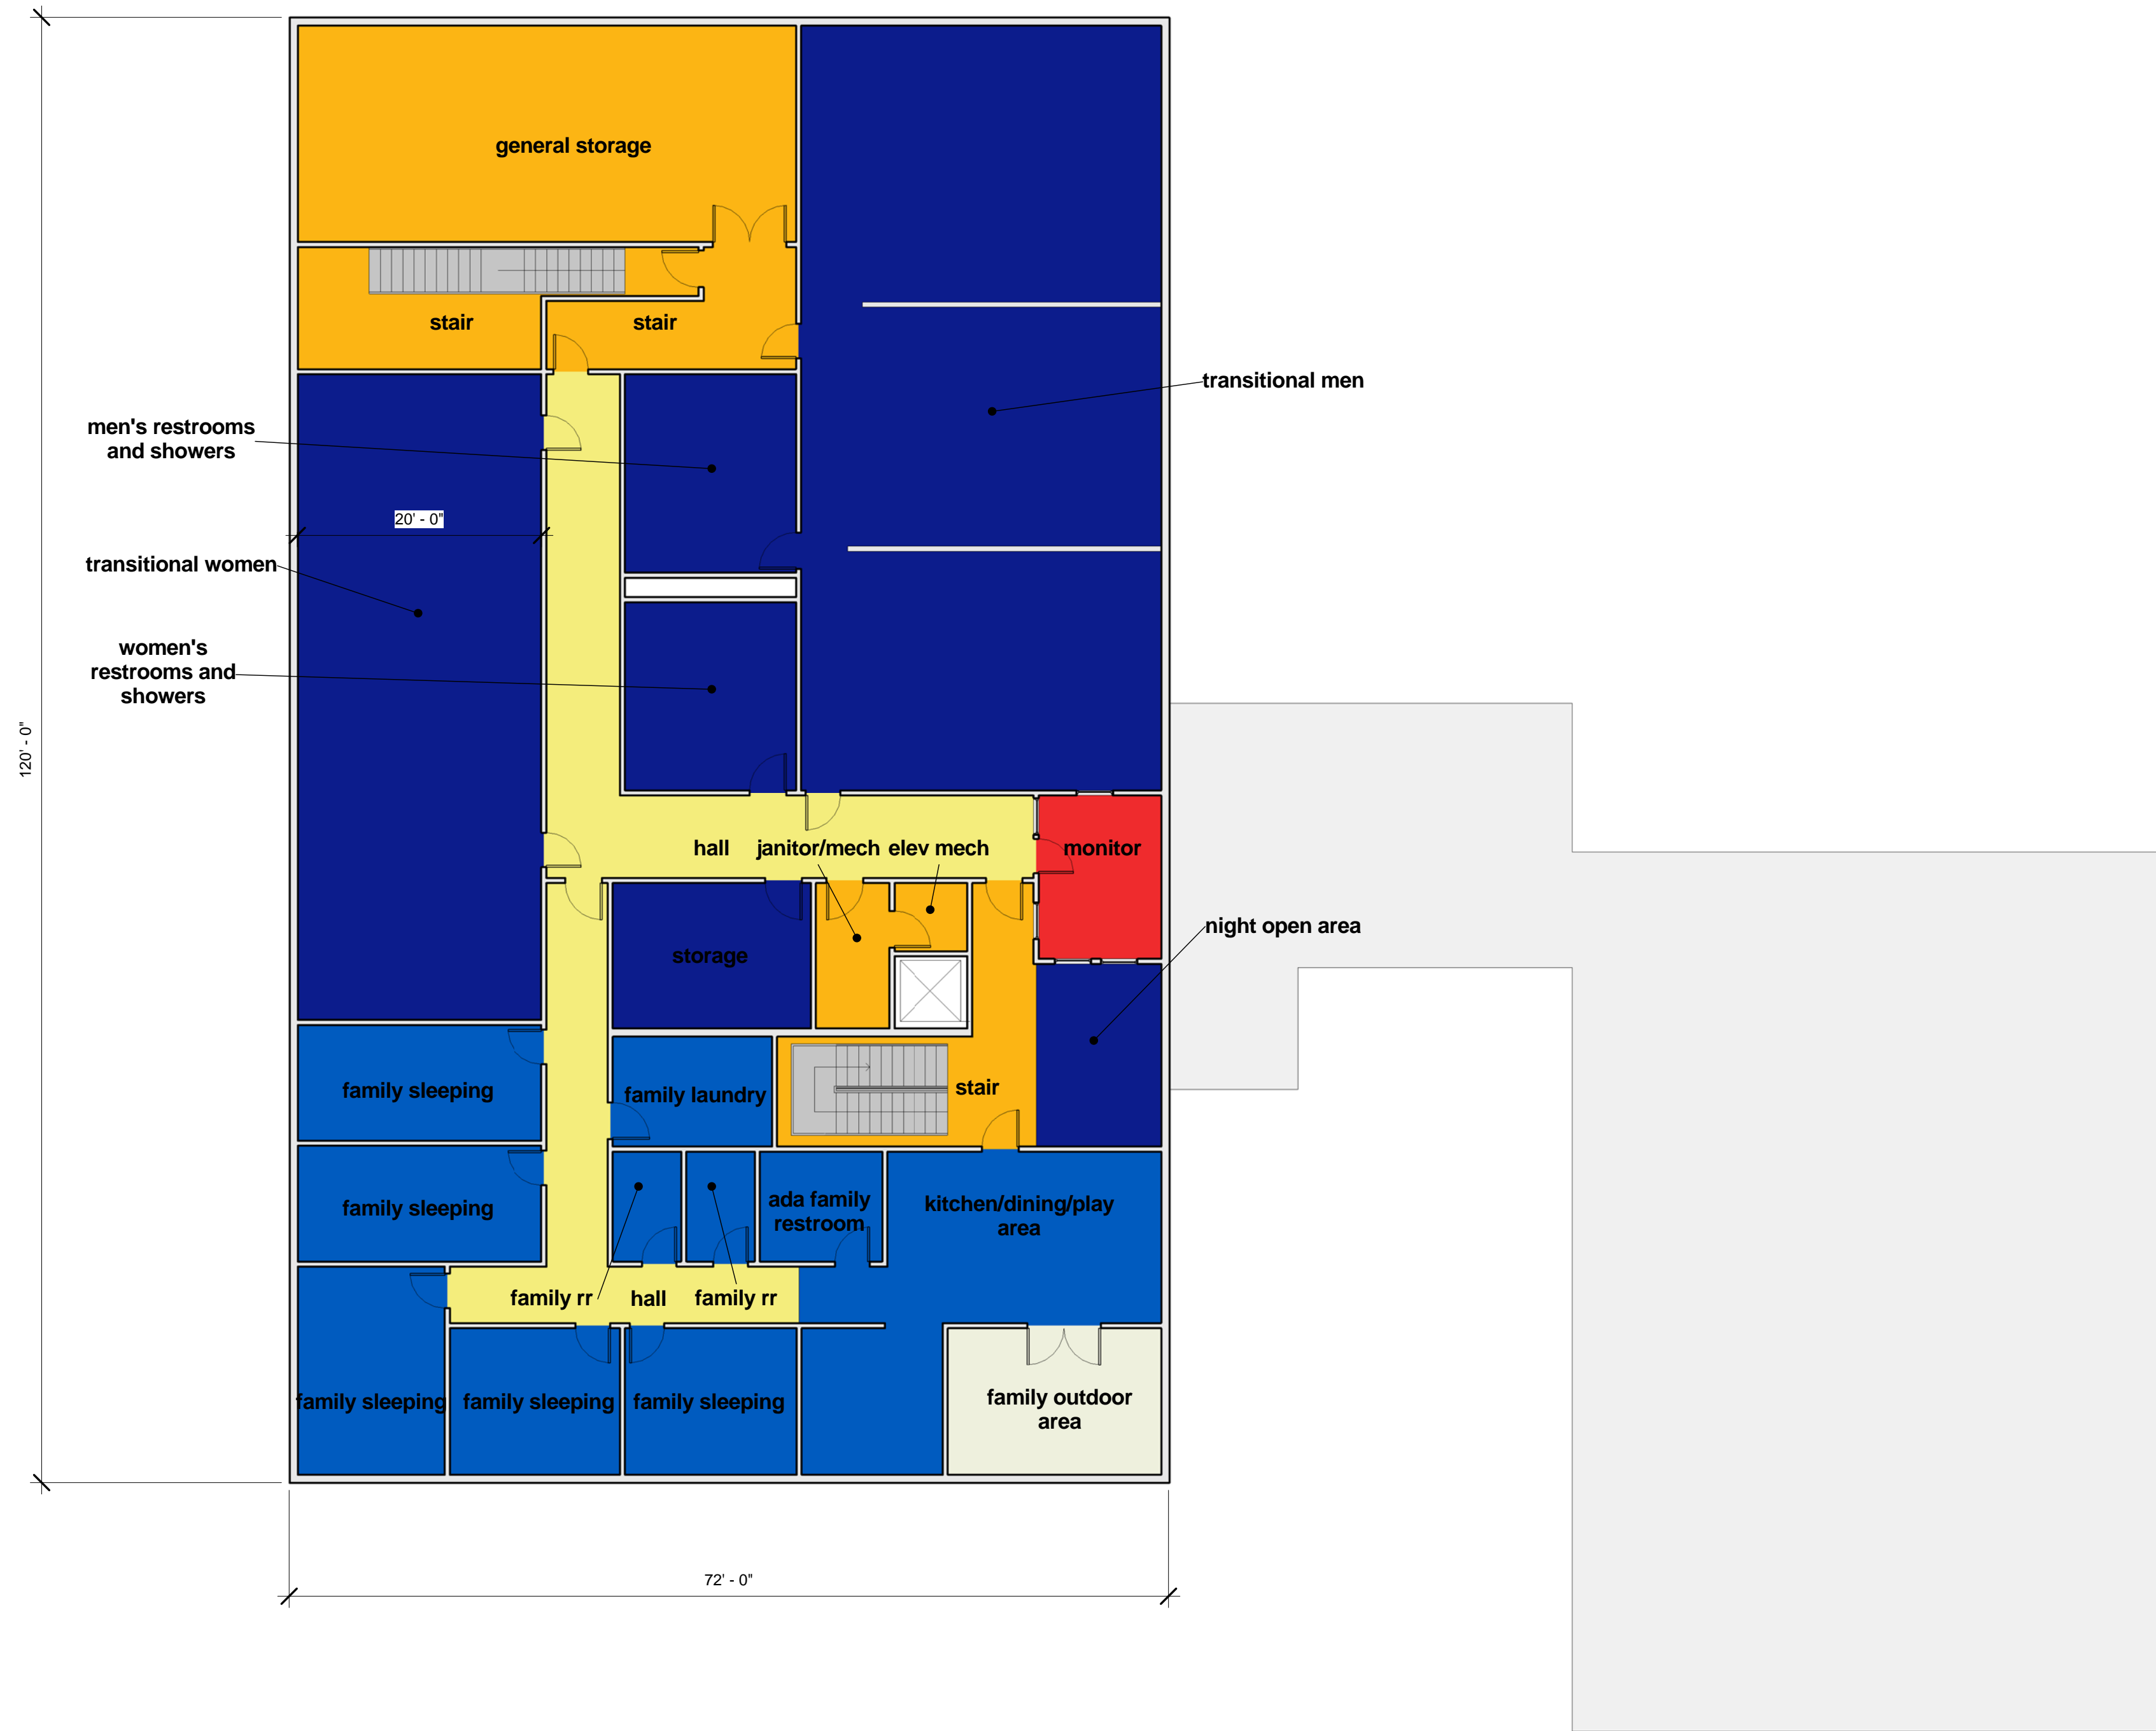 general storage
stair
stair
transitional men
men's restrooms
and showers
20' - 0"
transitional women
women's
restrooms and
showers
120' - 0"
hall
janitor/mech
elev mech
monitor
night open area
storage
family sleeping
family laundry
stair
family sleeping
ada family
restroom
kitchen/dining/play
area
family rr
hall
family rr
family sleeping
family sleeping
family sleeping
family outdoor
area
72' - 0"